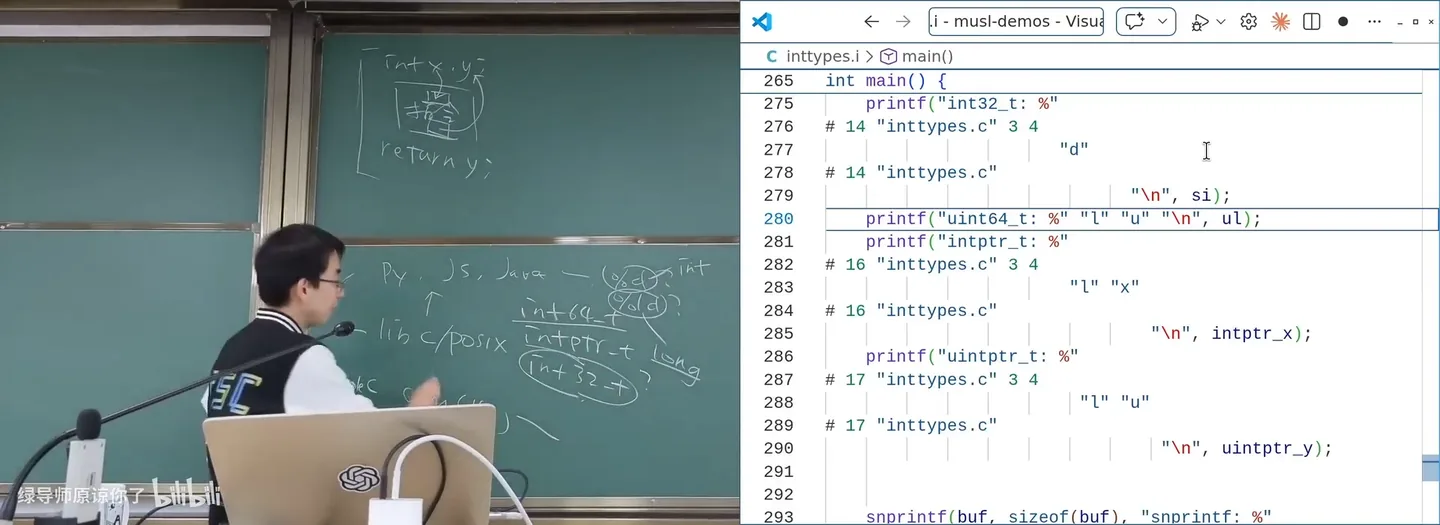 int x, y;
return y;
Py, JS, Java — %d ? int
%ld ?
int64_t
libc/posix intptr_t long
int32_t ?
SC
绿导师原谅你了 bilibili
.i - musl-demos - Visua
C inttypes.i > main()
265 int main() {
275 printf("int32_t: %"
276 # 14 "inttypes.c" 3 4
277 "d"
278 # 14 "inttypes.c"
279 "\n", si);
280 printf("uint64_t: %" "l" "u" "\n", ul);
281 printf("intptr_t: %"
282 # 16 "inttypes.c" 3 4
283 "l" "x"
284 # 16 "inttypes.c"
285 "\n", intptr_x);
286 printf("uintptr_t: %"
287 # 17 "inttypes.c" 3 4
288 "l" "u"
289 # 17 "inttypes.c"
290 "\n", uintptr_y);
291
292
293 snprintf(buf, sizeof(buf), "snprintf: %"